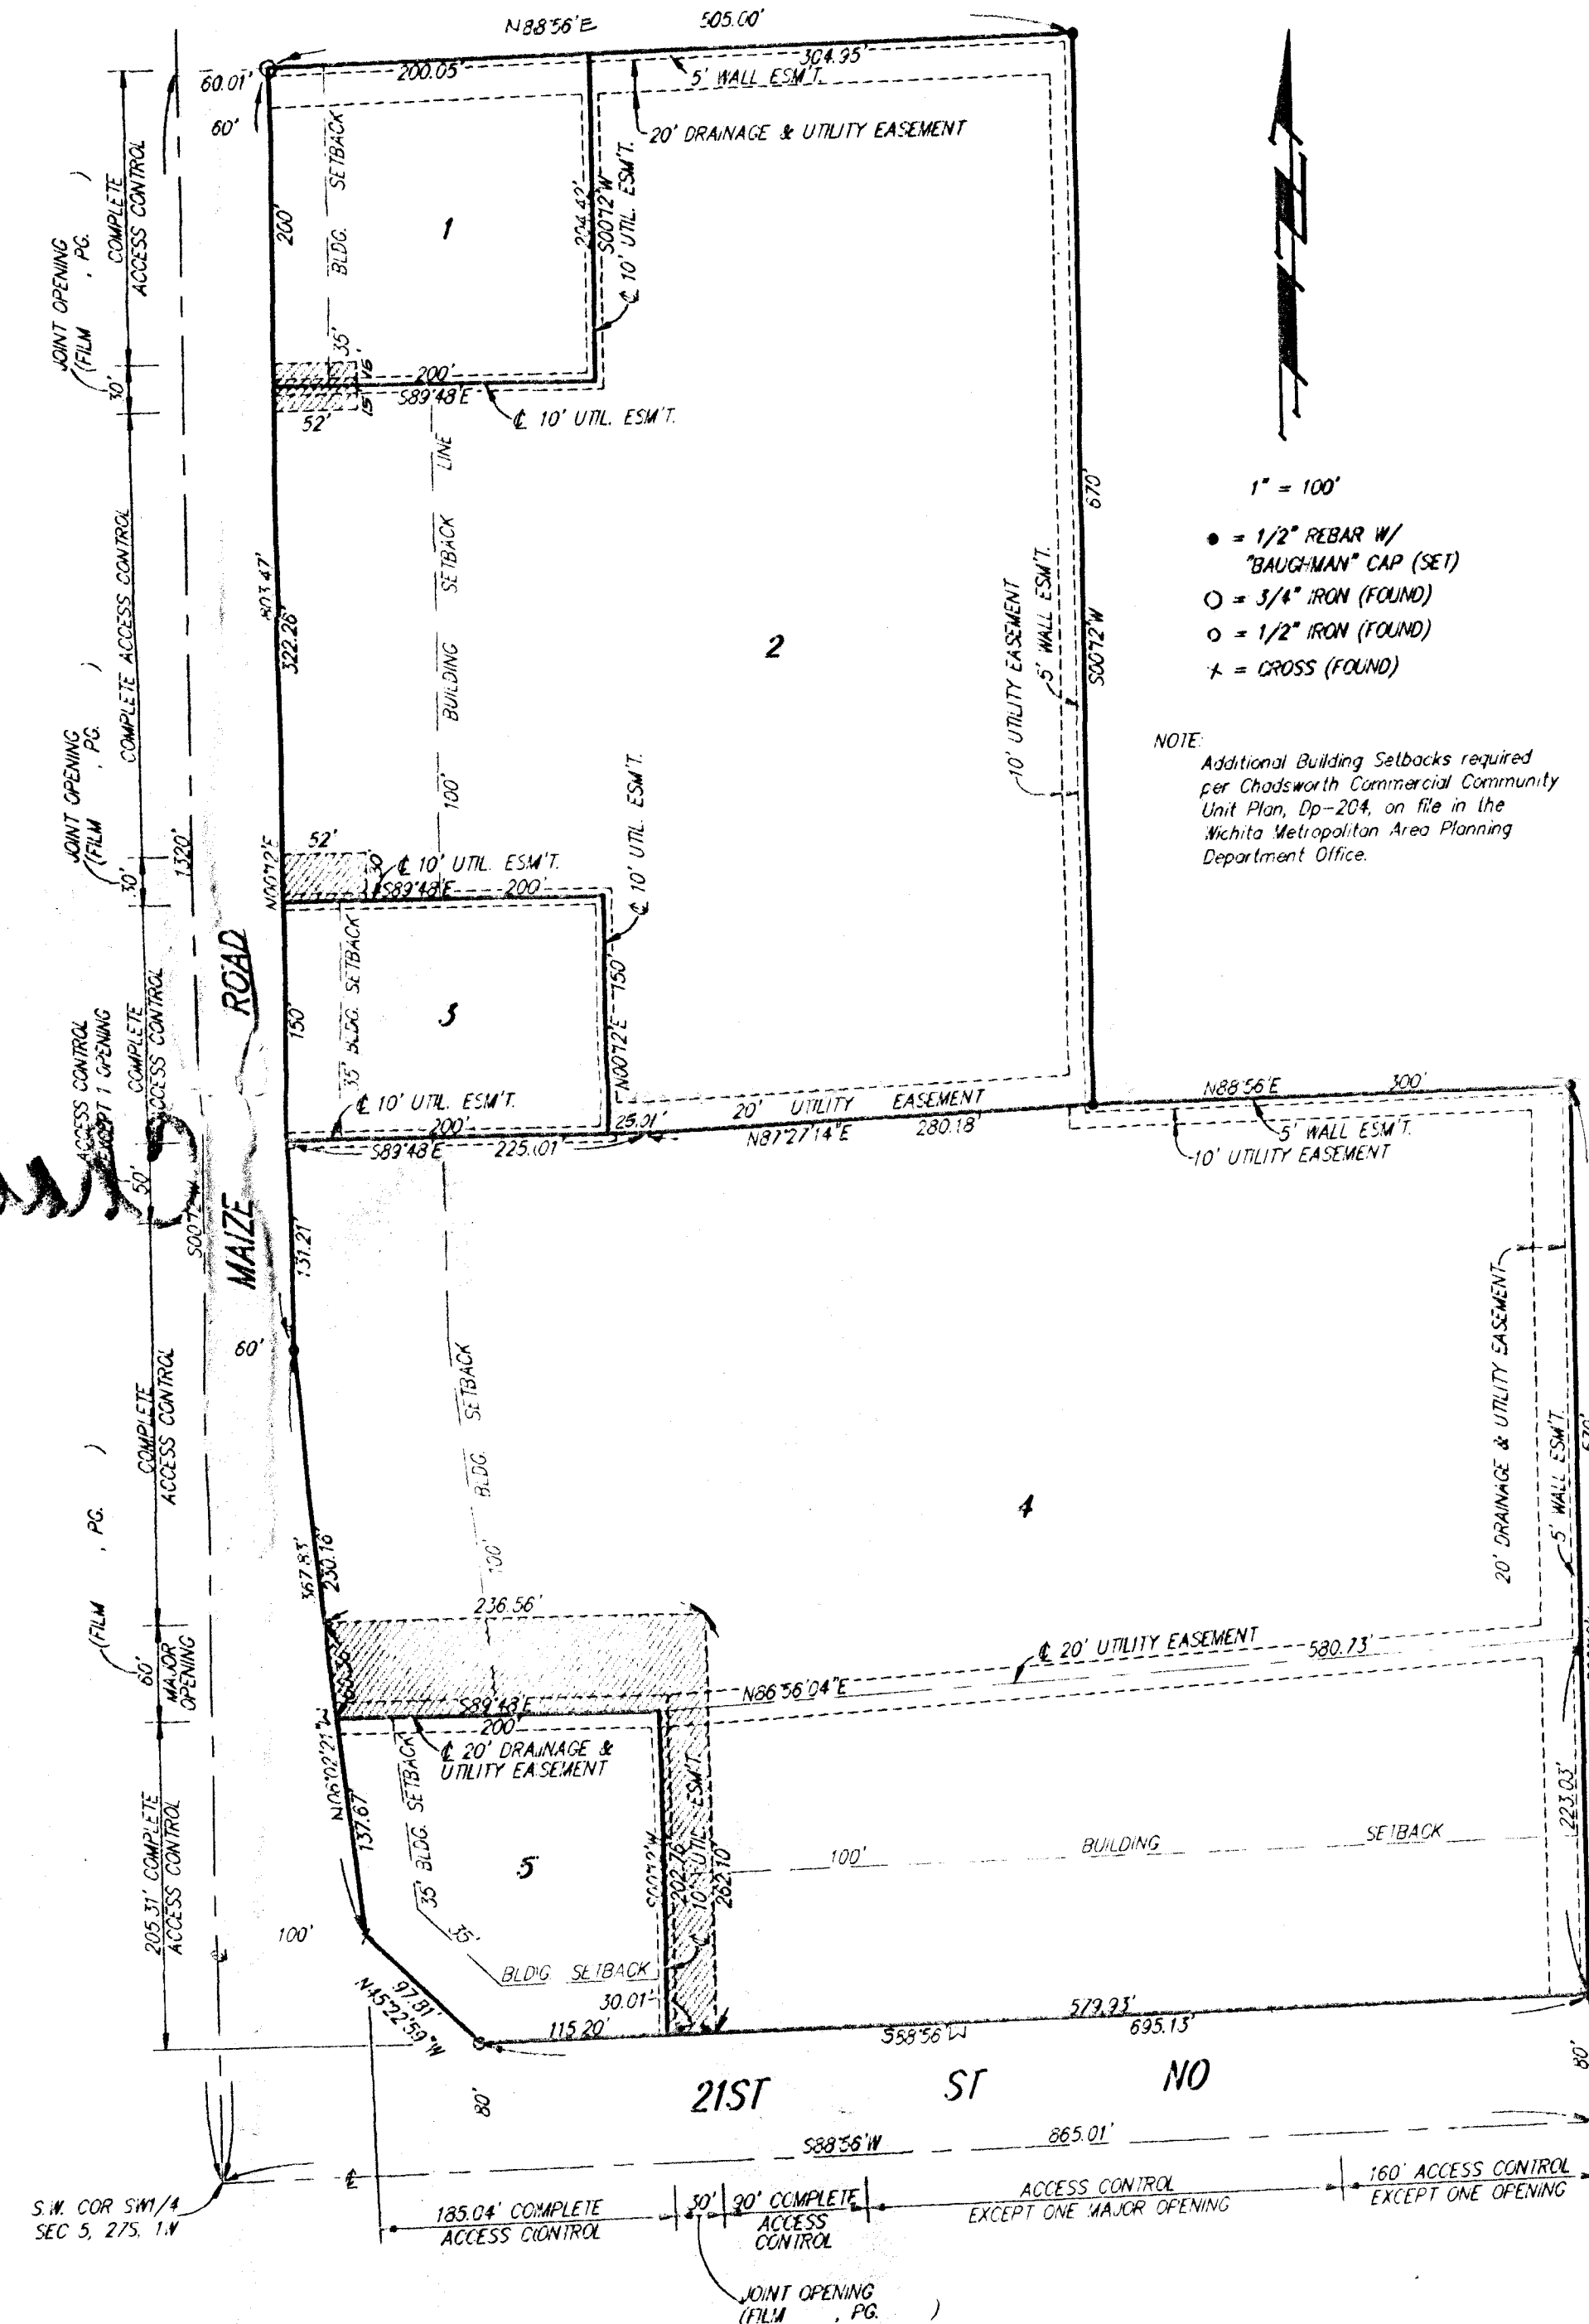 N88°56'E 505.00'
60.01'
200.05'
304.95'
5' WALL ESM'T.
60'
20' DRAINAGE & UTILITY EASEMENT
COMPLETE
ACCESS CONTROL
JOINT OPENING
(FILM , PG. )
30'
200'
35' BLDG. SETBACK
1
204.42'
S00°12'W
℄ 10' UTIL. ESM'T.
15'
15'
200'
S89°48'E
52'
℄ 10' UTIL. ESM'T.
1" = 100'
● = 1/2" REBAR W/
"BAUGHMAN" CAP (SET)
○ = 3/4" IRON (FOUND)
○ = 1/2" IRON (FOUND)
+ = CROSS (FOUND)
NOTE:
Additional Building Setbacks required
per Chadsworth Commercial Community
Unit Plan, Dp-204, on file in the
Wichita Metropolitan Area Planning
Department Office.
COMPLETE ACCESS CONTROL
803.47'
322.26'
100' BUILDING SETBACK LINE
2
10' UTILITY EASEMENT
5' WALL ESM'T.
670'
S00°12'W
JOINT OPENING
(FILM , PG. )
30'
1320'
N00°12'E
52'
30'
℄ 10' UTIL. ESM'T.
S89°48'E 200'
℄ 10' UTIL. ESM'T.
MAIZE ROAD
ACCESS CONTROL
EXCEPT 1 OPENING
50'
COMPLETE
ACCESS CONTROL
S00°12'W
150'
35' BLDG. SETBACK
3
N00°12'E 150'
℄ 10' UTIL. ESM'T.
200'
25.01'
20' UTILITY EASEMENT
S89°48'E 225.01'
N87°27'14"E 280.18'
N88°56'E 300'
5' WALL ESM'T.
10' UTILITY EASEMENT
131.21'
60'
COMPLETE
ACCESS CONTROL
100' BLDG. SETBACK
4
20' DRAINAGE & UTILITY EASEMENT
5' WALL ESM'T.
670'
367.83'
230.16'
(FILM , PG. )
60'
MAJOR
OPENING
236.56'
℄ 20' UTILITY EASEMENT
580.73'
N86°56'04"E
S89°48'E
200'
℄ 20' DRAINAGE &
UTILITY EASEMENT
N06°02'21"W
137.67'
205.31' COMPLETE
ACCESS CONTROL
35' BLDG. SETBACK
5
S00°12'W
202.76'
10' UTIL. ESM'T.
262.10'
100' BUILDING SETBACK
223.03'
100'
35'
BLDG SETBACK
97.81'
N45°22'59"W
30.01'
115.20'
579.93'
S88°56'W 695.13'
80'
80'
21ST ST NO
S88°56'W 865.01'
℄
S.W. COR SW1/4
SEC 5, 27S, 1W
185.04' COMPLETE
ACCESS CONTROL
30'
90' COMPLETE
ACCESS
CONTROL
ACCESS CONTROL
EXCEPT ONE MAJOR OPENING
160' ACCESS CONTROL
EXCEPT ONE OPENING
JOINT OPENING
(FILM , PG. )